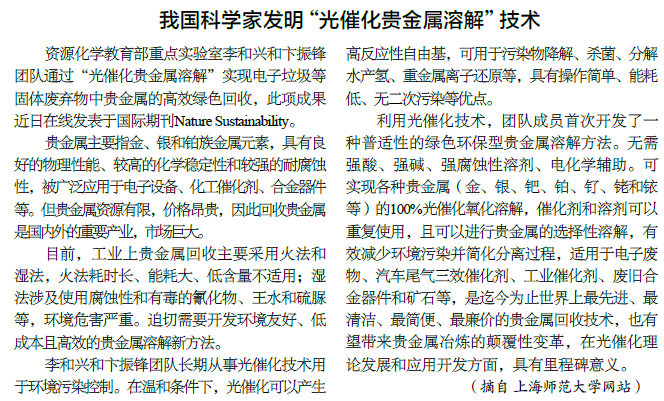 我国科学家发明“光催化贵金属溶解”技术
资源化学教育部重点实验室李和兴和卞振锋
团队通过“光催化贵金属溶解”实现电子垃圾等
固体废弃物中贵金属的高效绿色回收，此项成果
近日在线发表于国际期刊Nature Sustainability。
贵金属主要指金、银和铂族金属元素，具有良
好的物理性能、较高的化学稳定性和较强的耐腐蚀
性，被广泛应用于电子设备、化工催化剂、合金器件
等。但贵金属资源有限，价格昂贵，因此回收贵金属
是国内外的重要产业，市场巨大。
目前，工业上贵金属回收主要采用火法和
湿法，火法耗时长、能耗大、低含量不适用；湿
法涉及使用腐蚀性和有毒的氰化物、王水和硫脲
等，环境危害严重。迫切需要开发环境友好、低
成本且高效的贵金属溶解新方法。
李和兴和卞振锋团队长期从事光催化技术用
于环境污染控制。在温和条件下，光催化可以产生
高反应性自由基，可用于污染物降解、杀菌、分解
水产氢、重金属离子还原等，具有操作简单、能耗
低、无二次污染等优点。
利用光催化技术，团队成员首次开发了一
种普适性的绿色环保型贵金属溶解方法。无需
强酸、强碱、强腐蚀性溶剂、电化学辅助。可
实现各种贵金属（金、银、钯、铂、钌、铑和铱
等）的100%光催化氧化溶解，催化剂和溶剂可以
重复使用，且可以进行贵金属的选择性溶解，有
效减少环境污染并简化分离过程，适用于电子废
物、汽车尾气三效催化剂、工业催化剂、废旧合
金器件和矿石等，是迄今为止世界上最先进、最
清洁、最简便、最廉价的贵金属回收技术，也有
望带来贵金属冶炼的颠覆性变革，在光催化理
论发展和应用开发方面，具有里程碑意义。
（摘自 上海师范大学网站）